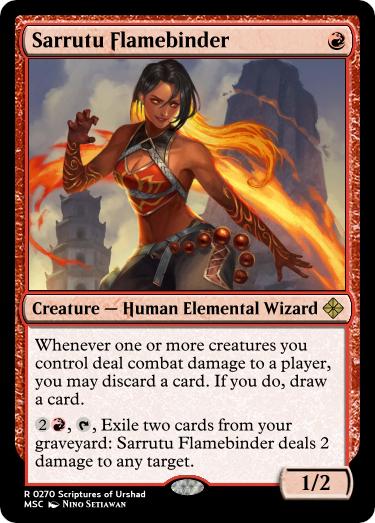 Sarrutu Flamebinder
Creature — Human Elemental Wizard
Whenever one or more creatures you
control deal combat damage to a player,
you may discard a card. If you do, draw
a card.
2, Exile two cards from your
graveyard: Sarrutu Flamebinder deals 2
damage to any target.
1/2
R 0270 Scriptures of Urshad
MSC Nino Setiawan